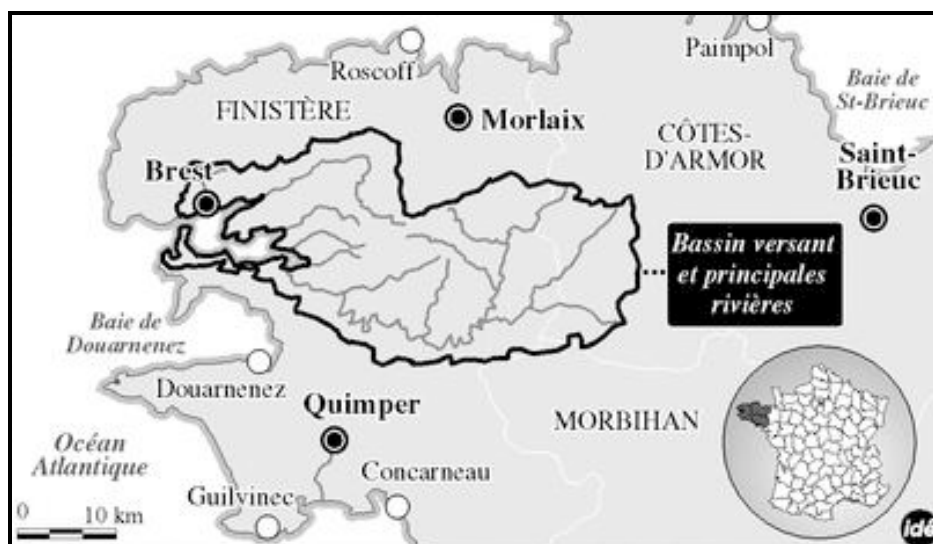 Roscoff
Paimpol
Baie de
St-Brieuc
FINISTÈRE
Morlaix
CÔTES-
D'ARMOR
Saint-
Brieuc
Brest
Bassin versant
et principales
rivières
Baie de
Douarnenez
Douarnenez
Quimper
MORBIHAN
Océan
Atlantique
Concarneau
Guilvinec
0 10 km
idé